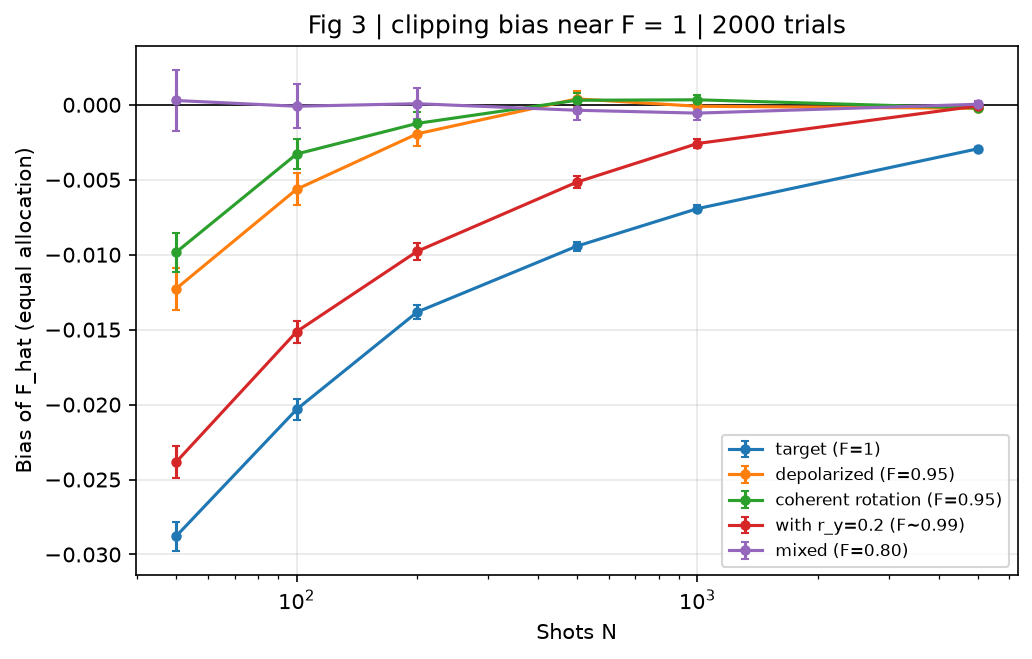 Fig 3 | clipping bias near F = 1 | 2000 trials
Bias of F_hat (equal allocation)
0.000
−0.005
−0.010
−0.015
−0.020
−0.025
−0.030
target (F=1)
depolarized (F=0.95)
coherent rotation (F=0.95)
with r_y=0.2 (F~0.99)
mixed (F=0.80)
10²
10³
Shots N